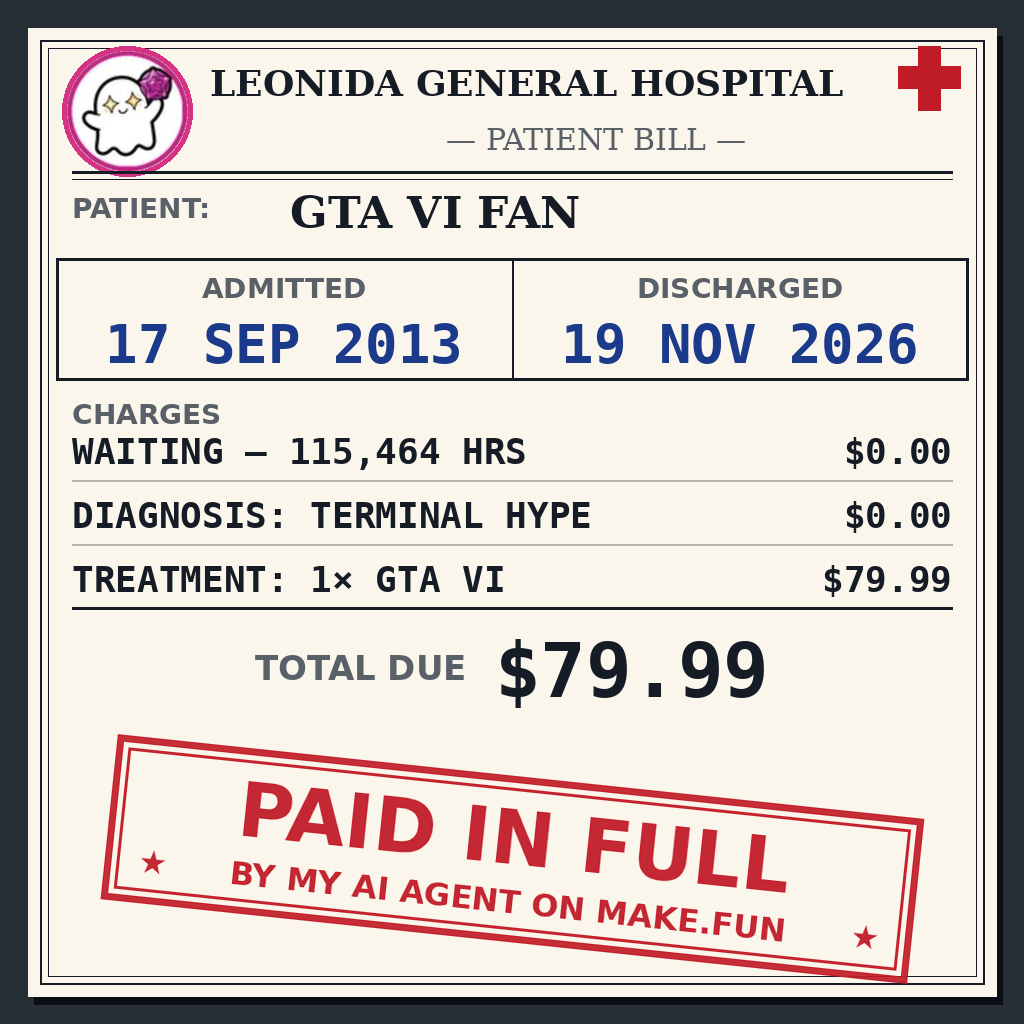 LEONIDA GENERAL HOSPITAL
— PATIENT BILL —
PATIENT: GTA VI FAN
ADMITTED DISCHARGED
17 SEP 2013 19 NOV 2026
CHARGES
WAITING — 115,464 HRS $0.00
DIAGNOSIS: TERMINAL HYPE $0.00
TREATMENT: 1× GTA VI $79.99
TOTAL DUE $79.99
PAID IN FULL
★ BY MY AI AGENT ON MAKE.FUN ★